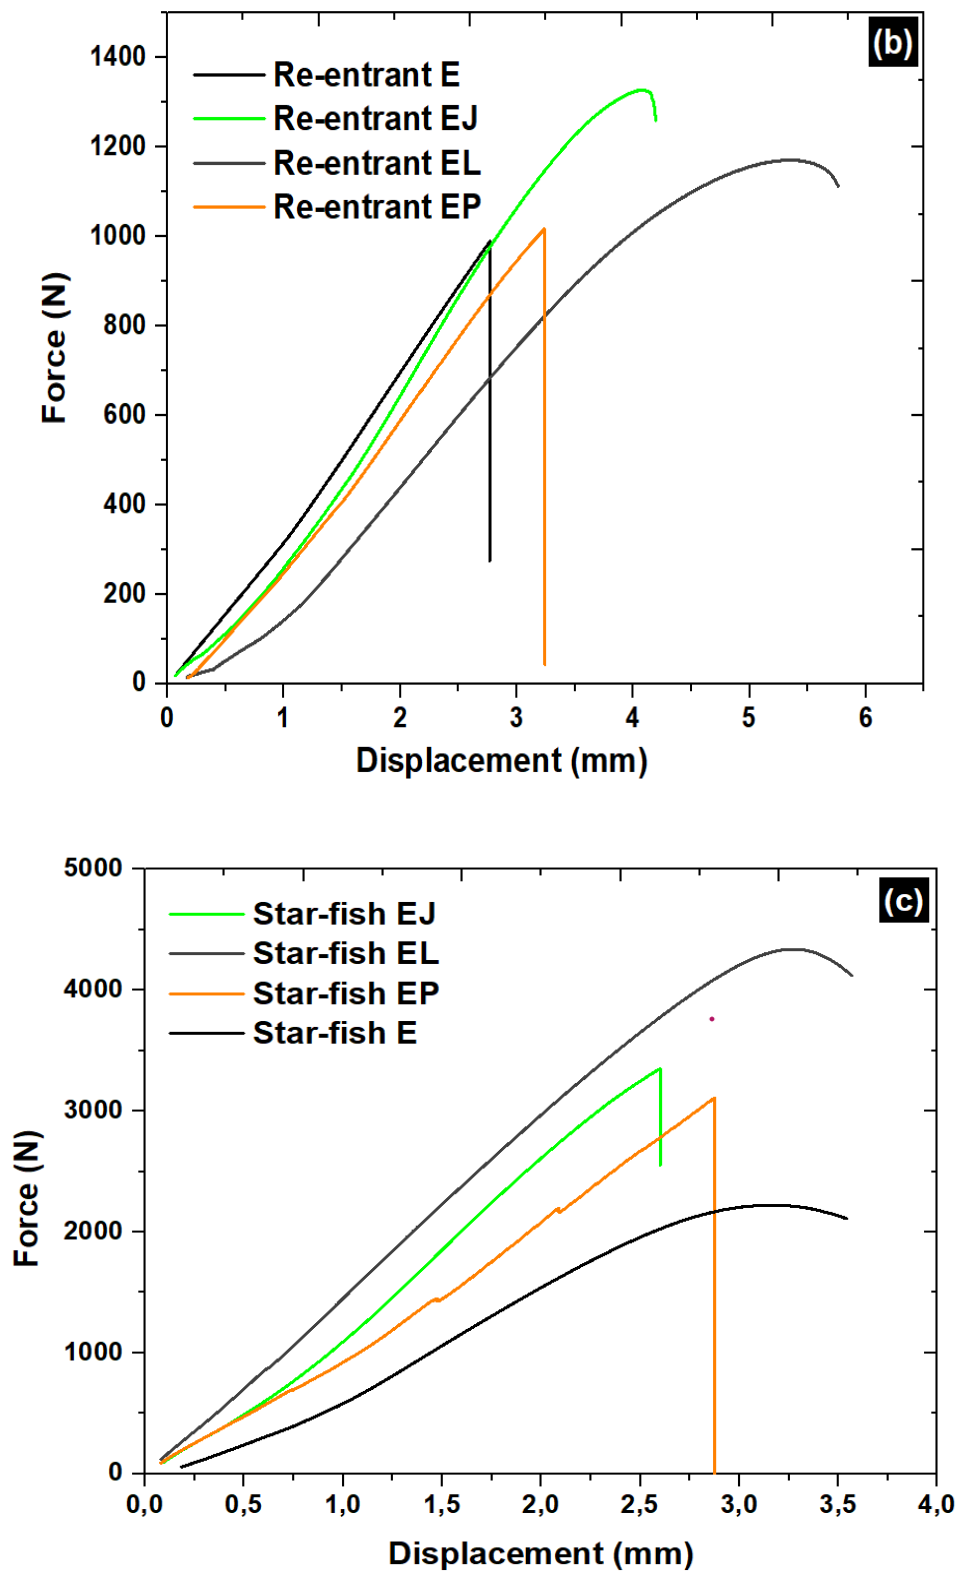 (b)
1400
1200
1000
800
600
400
200
0
Re-entrant E
Re-entrant EJ
Re-entrant EL
Re-entrant EP
Force (N)
0 1 2 3 4 5 6
Displacement (mm)
(c)
5000
4000
3000
2000
1000
0
Star-fish EJ
Star-fish EL
Star-fish EP
Star-fish E
Force (N)
0,0 0,5 1,0 1,5 2,0 2,5 3,0 3,5 4,0
Displacement (mm)